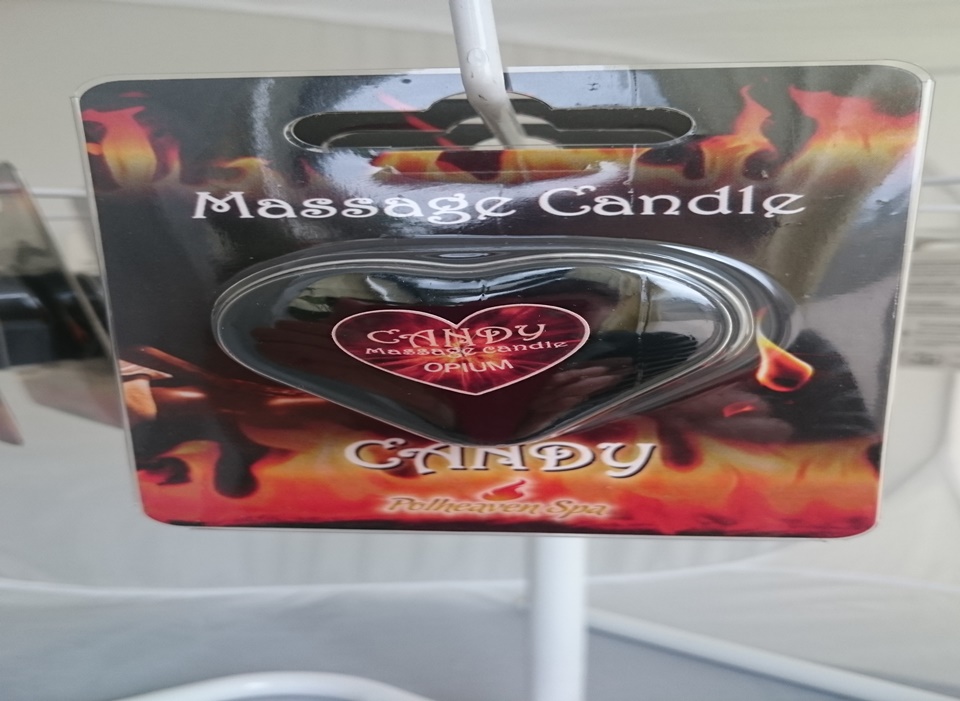 Massage Candle
CANDY
Massage candle
OPIUM
CANDY
Polheaven Spa